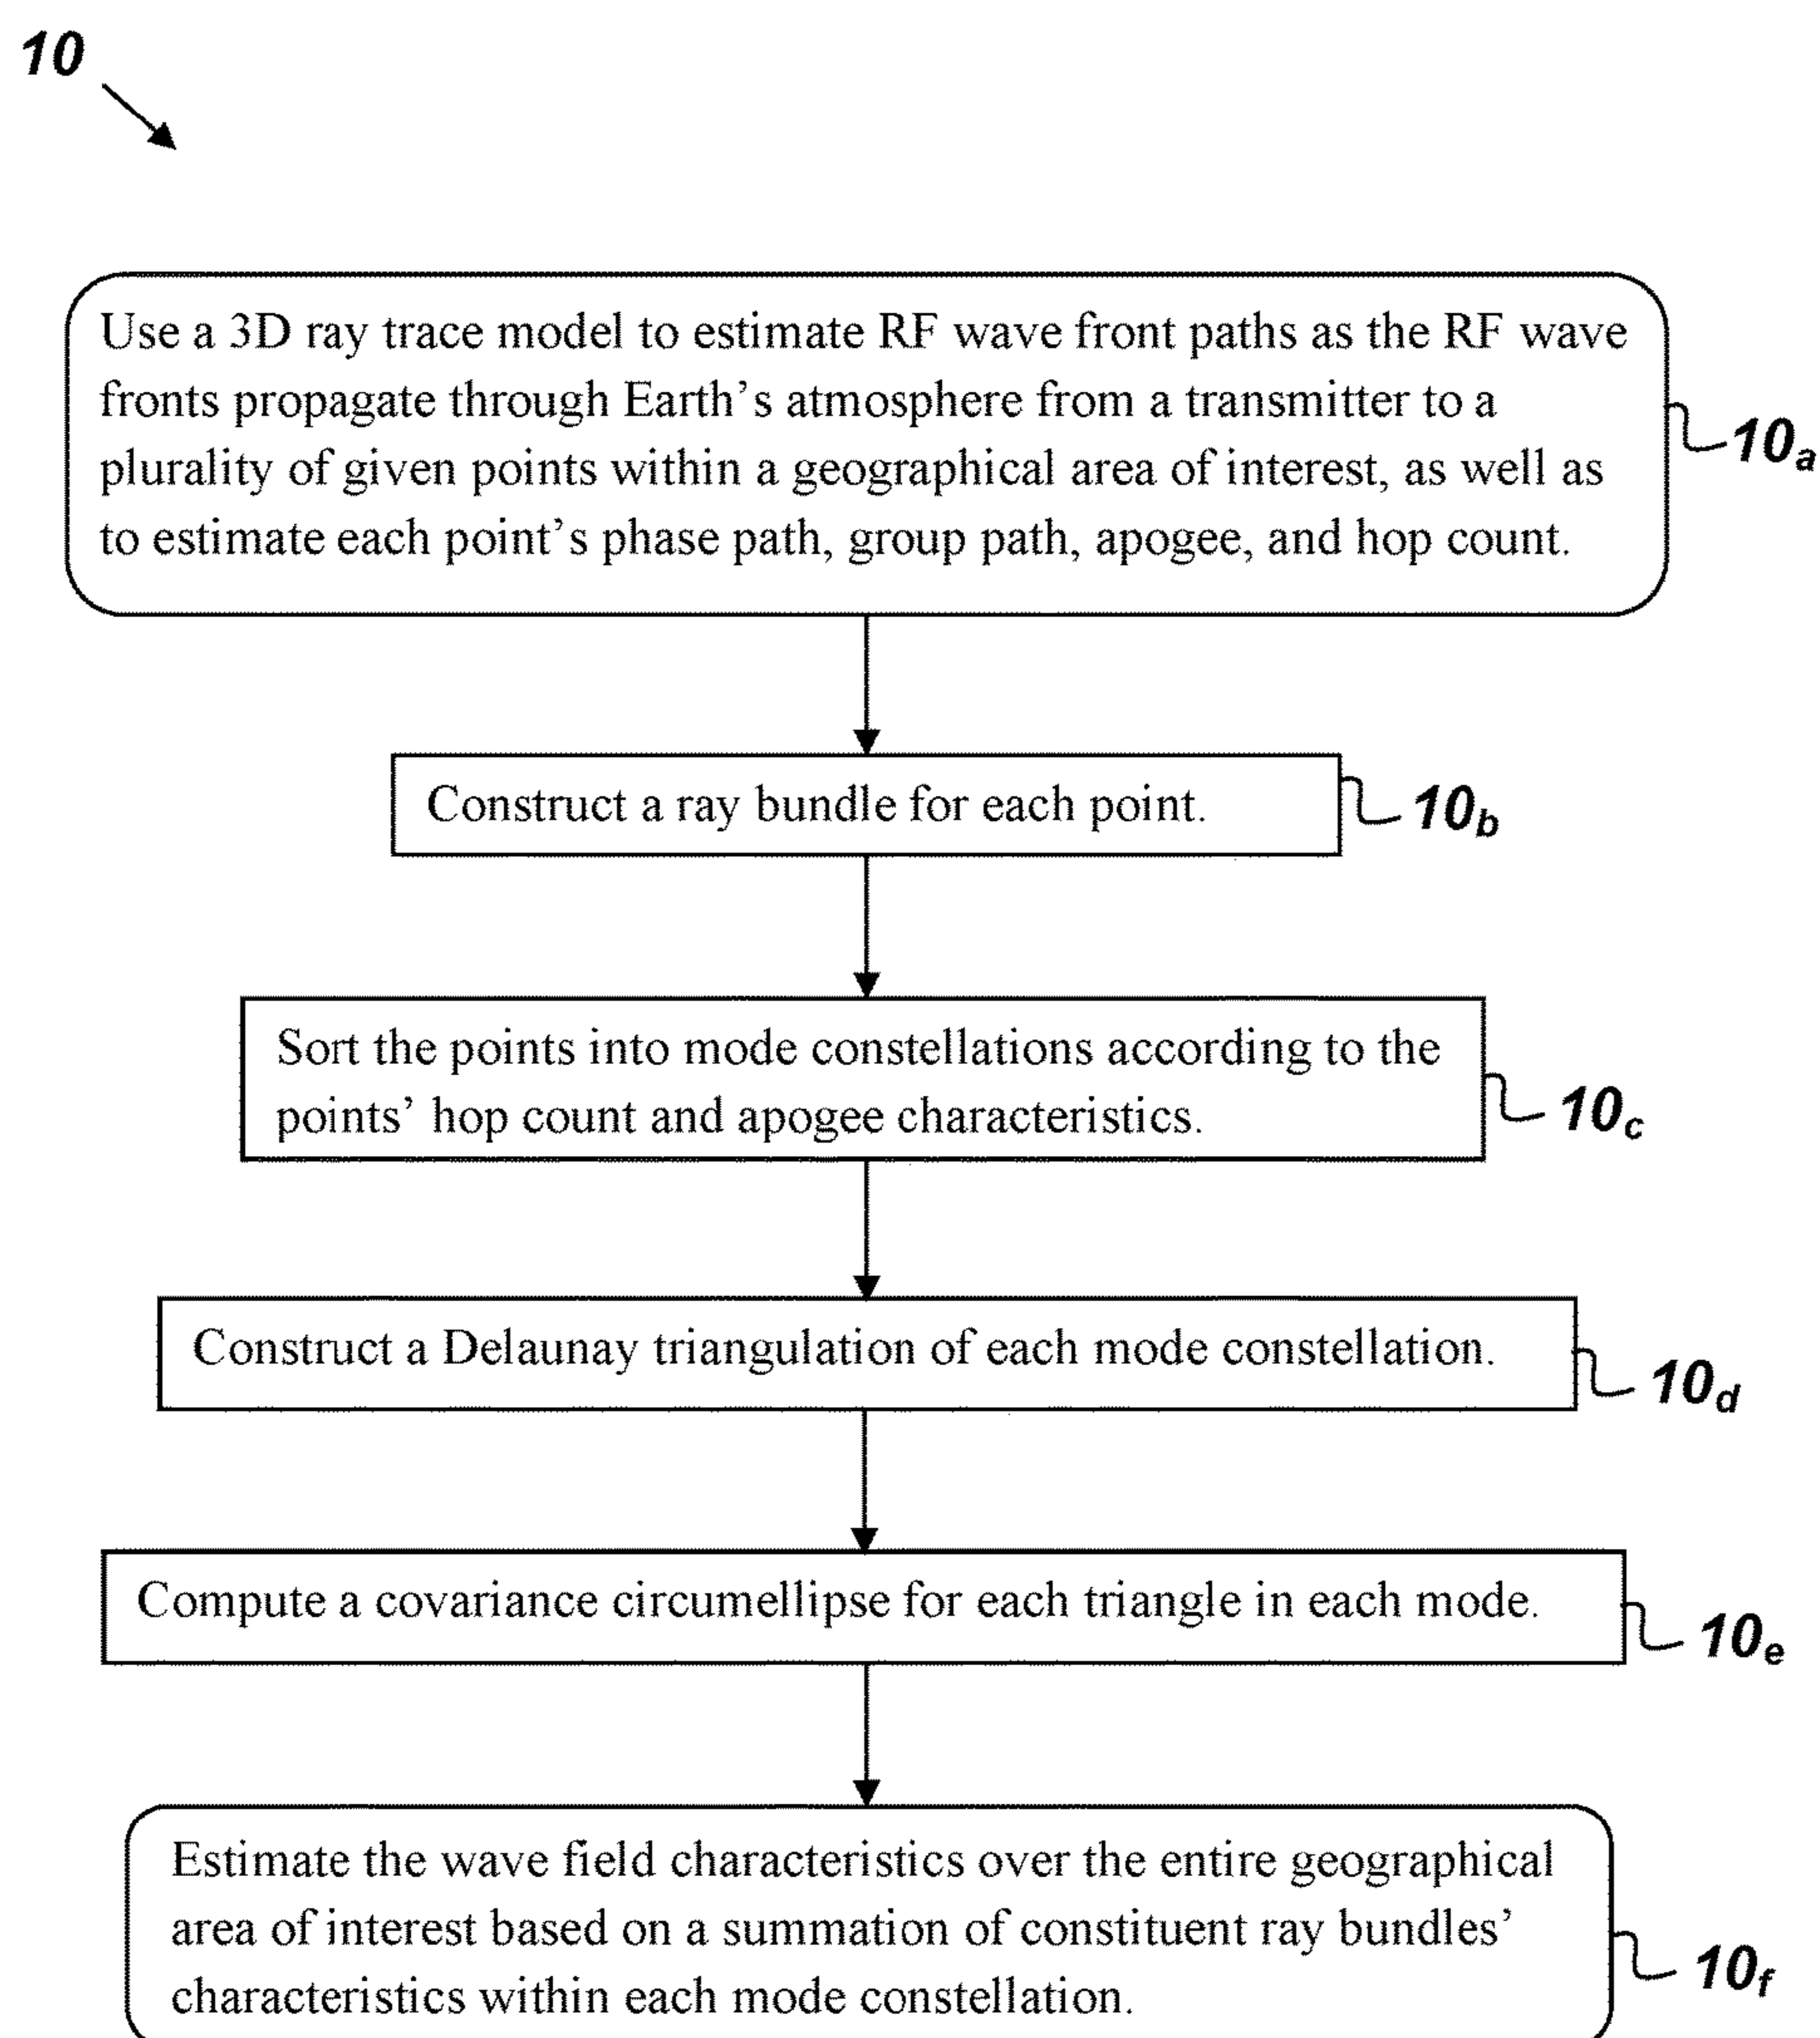 10
Use a 3D ray trace model to estimate RF wave front paths as the RF wave
fronts propagate through Earth’s atmosphere from a transmitter to a
plurality of given points within a geographical area of interest, as well as
to estimate each point’s phase path, group path, apogee, and hop count.
10a
Construct a ray bundle for each point.
10b
Sort the points into mode constellations according to the
points’ hop count and apogee characteristics.
10c
Construct a Delaunay triangulation of each mode constellation.
10d
Compute a covariance circumellipse for each triangle in each mode.
10e
Estimate the wave field characteristics over the entire geographical
area of interest based on a summation of constituent ray bundles’
characteristics within each mode constellation.
10f